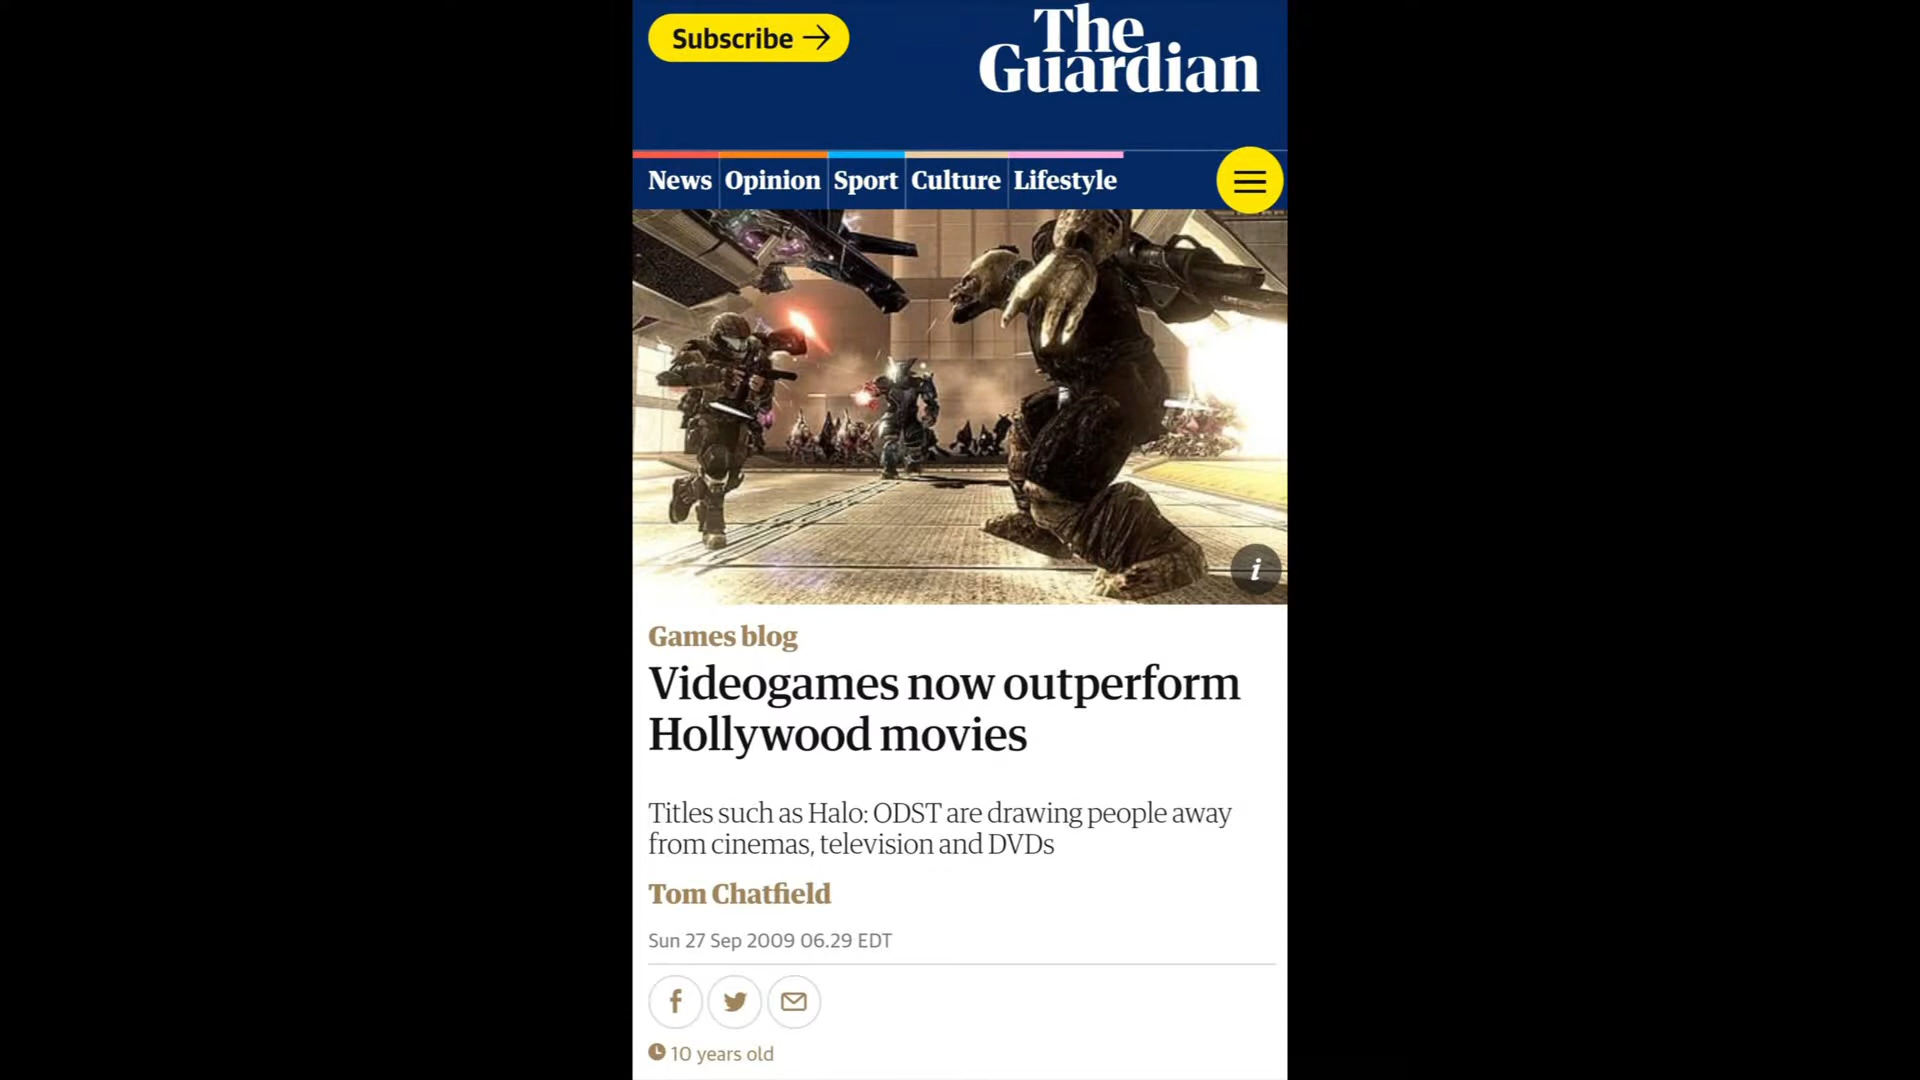 Subscribe
The
Guardian
News Opinion Sport Culture Lifestyle
i
Games blog
Videogames now outperform
Hollywood movies
Titles such as Halo: ODST are drawing people away
from cinemas, television and DVDs
Tom Chatfield
Sun 27 Sep 2009 06.29 EDT
10 years old